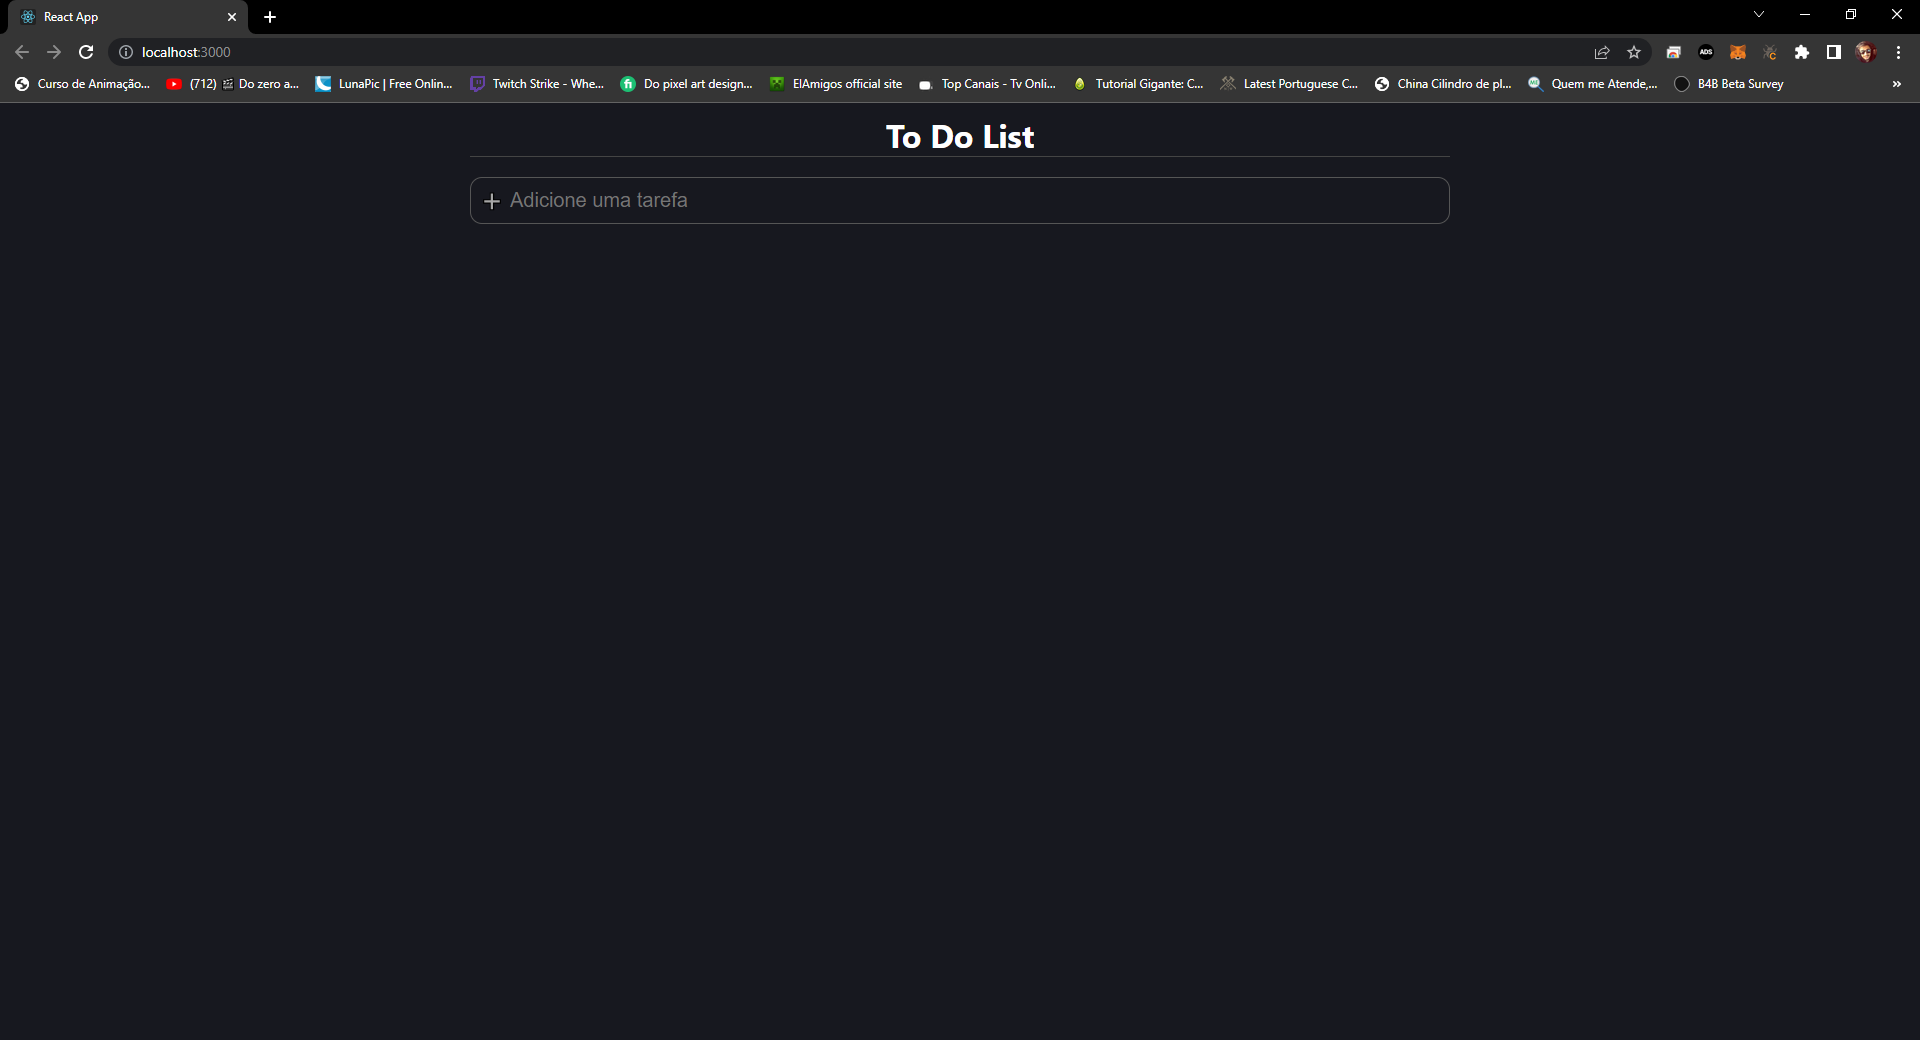 React App
localhost:3000
Curso de Animação... (712) Do zero a... LunaPic | Free Onlin... Twitch Strike - Whe... Do pixel art design... ElAmigos official site Top Canais - Tv Onli... Tutorial Gigante: C... Latest Portuguese C... China Cilindro de pl... Quem me Atende,... B4B Beta Survey
To Do List
Adicione uma tarefa